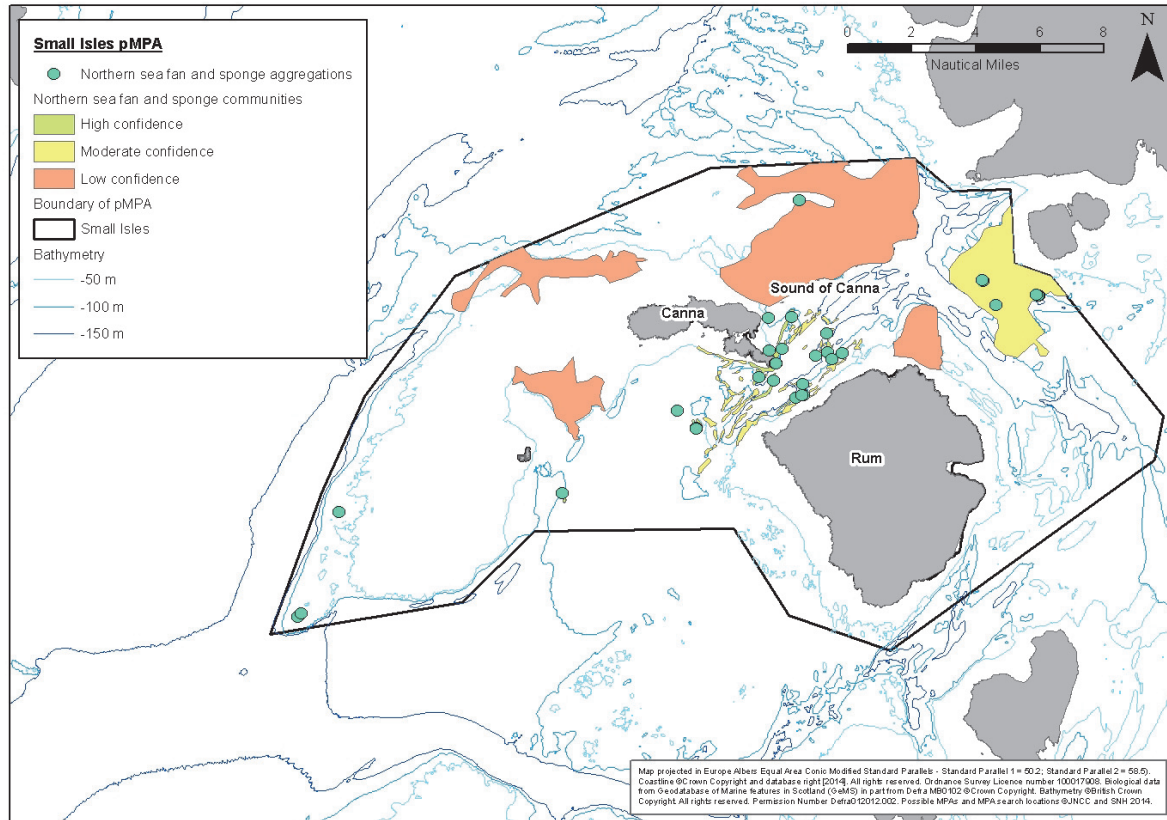 Small Isles pMPA
Northern sea fan and sponge aggregations
Northern sea fan and sponge communities
High confidence
Moderate confidence
Low confidence
Boundary of pMPA
Small Isles
Bathymetry
-50 m
-100 m
-150 m
0 2 4 6 8
Nautical Miles
N
Sound of Canna
Canna
Rum
Map projected in Europe Albers Equal Area Conic Modified Standard Parallels - Standard Parallel 1 = 50.2; Standard Parallel 2 = 58.5).
Coastline ©Crown Copyright and database right [2014]. All rights reserved. Ordnance Survey Licence number 100017908. Biological data
from Geodatabase of Marine features in Scotland (GeMS) in part from Defra MB0102 ©Crown Copyright. Bathymetry ©British Crown
Copyright. All rights reserved. Permission Number Defra012012.002. Possible MPAs and MPA search locations ©JNCC and SNH 2014.